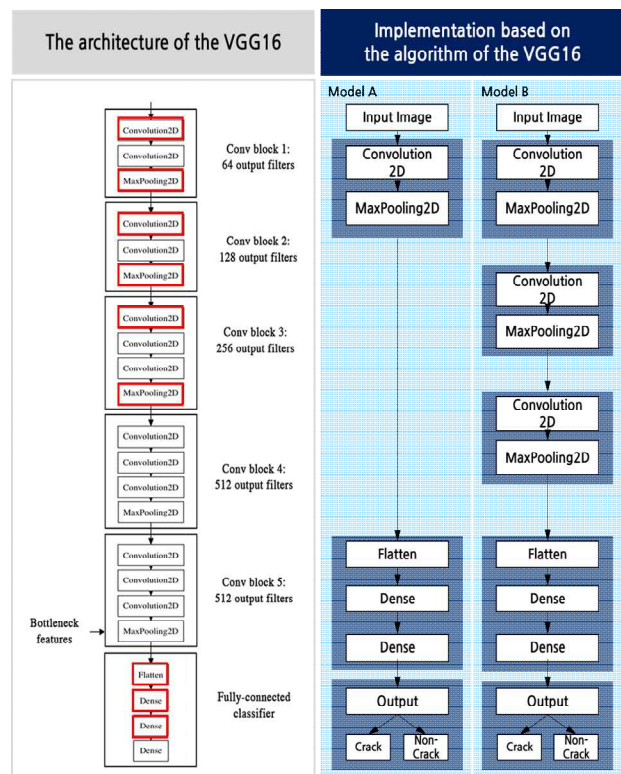 The architecture of the VGG16
Convolution2D
Convolution2D
MaxPooling2D
Conv block 1:
64 output filters
Convolution2D
Convolution2D
MaxPooling2D
Conv block 2:
128 output filters
Convolution2D
Convolution2D
Convolution2D
MaxPooling2D
Conv block 3:
256 output filters
Convolution2D
Convolution2D
Convolution2D
MaxPooling2D
Conv block 4:
512 output filters
Convolution2D
Convolution2D
Convolution2D
MaxPooling2D
Conv block 5:
512 output filters
Bottleneck
features
Flatten
Dense
Dense
Dense
Fully-connected
classifier
Implementation based on
the algorithm of the VGG16
Model A
Input Image
Convolution
2D
MaxPooling2D
Flatten
Dense
Dense
Output
Crack
Non-
Crack
Model B
Input Image
Convolution
2D
MaxPooling2D
Convolution
2D
MaxPooling2D
Convolution
2D
MaxPooling2D
Flatten
Dense
Dense
Output
Crack
Non-
Crack